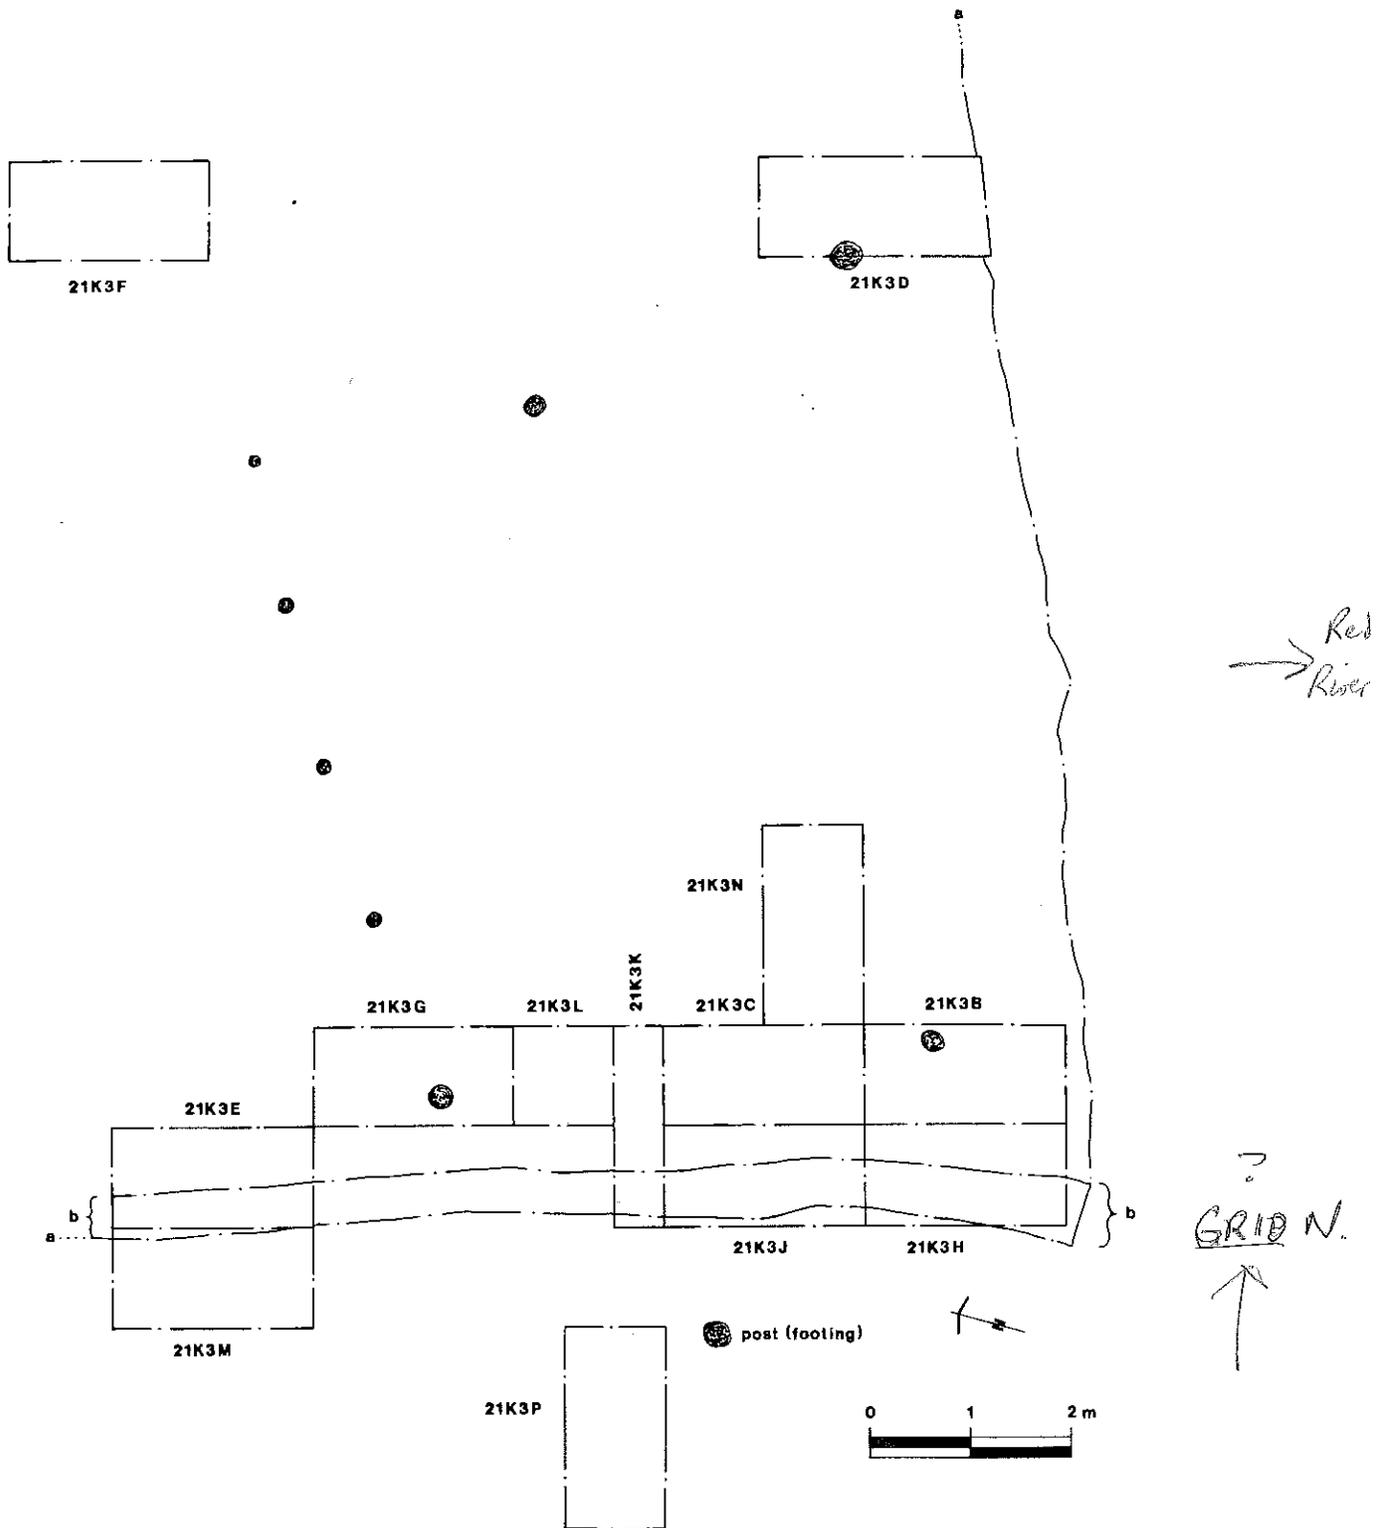 a
21K3F
21K3D
Red
River
21K3N
21K3K
21K3G
21K3L
21K3C
21K3B
21K3E
b
a
b
?
GRID N.
21K3J
21K3H
21K3M
post (footing)
N
21K3P
0 1 2 m